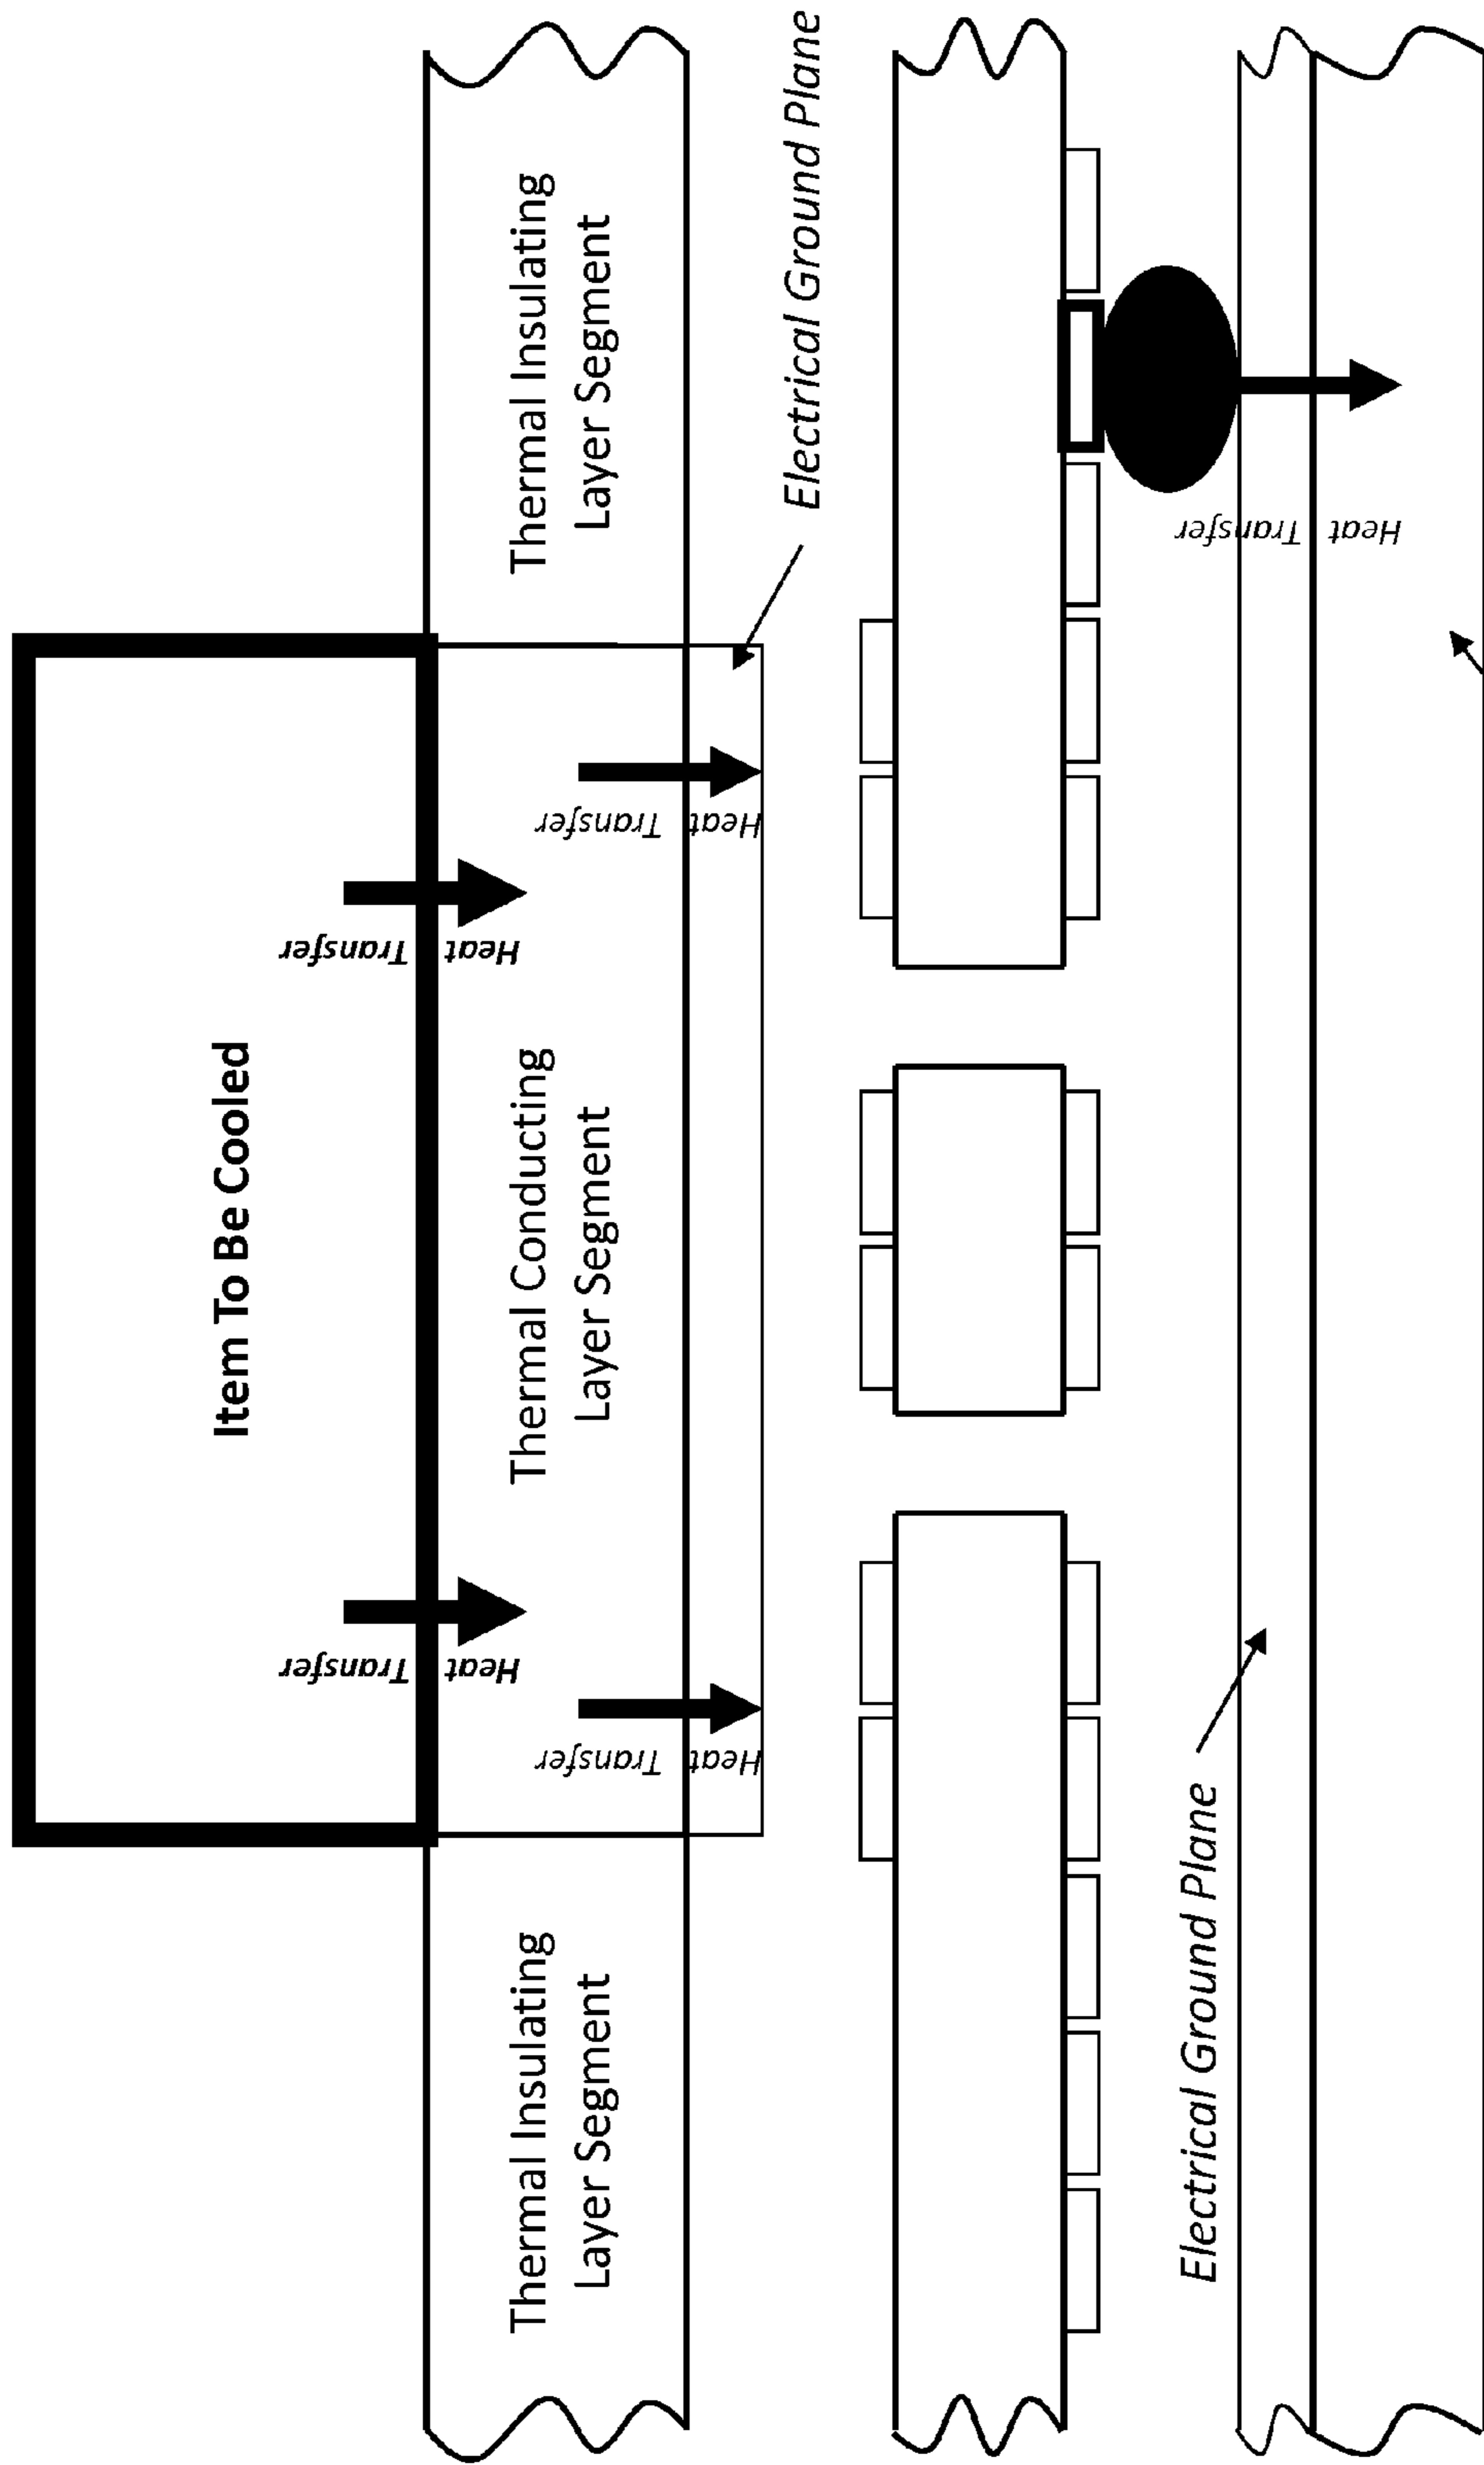 Item To Be Cooled
Heat
Transfer
Heat
Transfer
Thermal Insulating
Layer Segment
Thermal Conducting
Layer Segment
Thermal Insulating
Layer Segment
Heat
Transfer
Heat
Transfer
Electrical Ground Plane
Electrical Ground Plane
Heat
Transfer